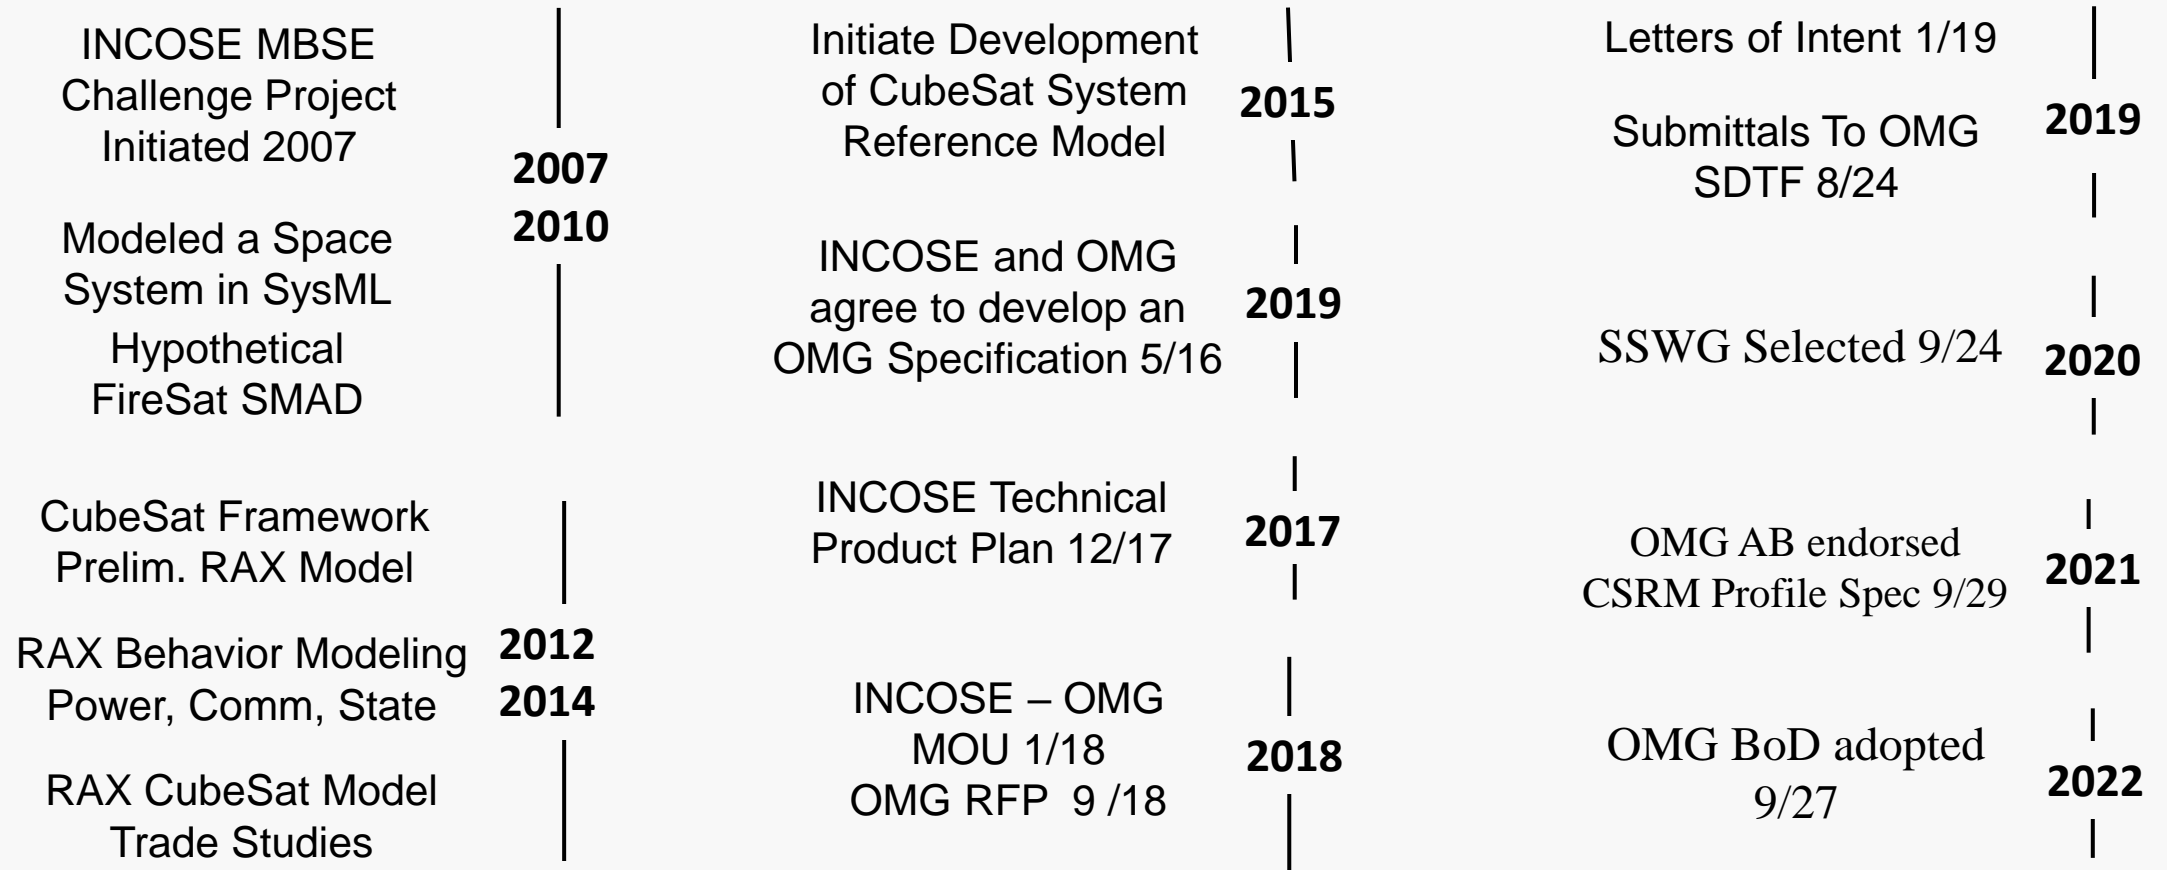 INCOSE MBSE
Challenge Project
Initiated 2007
2007
2010
Modeled a Space
System in SysML
Hypothetical
FireSat SMAD
CubeSat Framework
Prelim. RAX Model
RAX Behavior Modeling
Power, Comm, State
2012
2014
RAX CubeSat Model
Trade Studies
Initiate Development
of CubeSat System
Reference Model
2015
INCOSE and OMG
agree to develop an
OMG Specification 5/16
2019
INCOSE Technical
Product Plan 12/17
2017
INCOSE – OMG
MOU 1/18
OMG RFP 9 /18
2018
Letters of Intent 1/19
Submittals To OMG
SDTF 8/24
2019
SSWG Selected 9/24
2020
OMG AB endorsed
CSRM Profile Spec 9/29
2021
OMG BoD adopted
9/27
2022